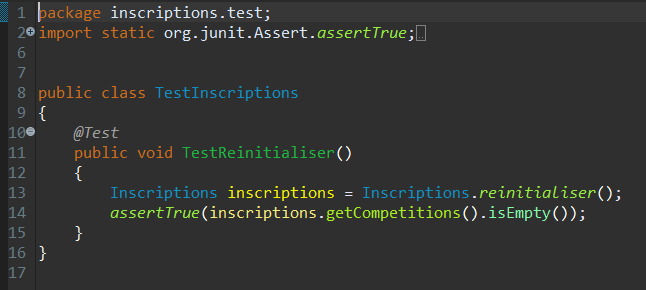 1 package inscriptions.test;
2 import static org.junit.Assert.assertTrue;
6
7
8 public class TestInscriptions
9 {
10 @Test
11 public void TestReinitialiser()
12 {
13 Inscriptions inscriptions = Inscriptions.reinitialiser();
14 assertTrue(inscriptions.getCompetitions().isEmpty());
15 }
16 }
17